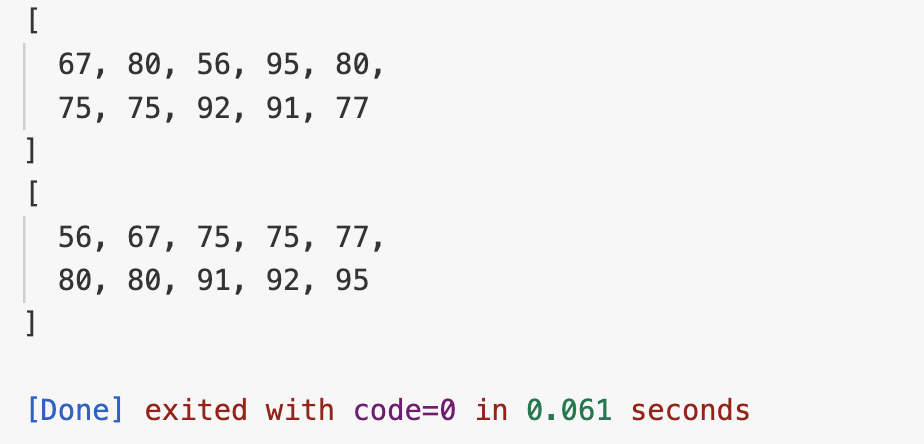 [
67, 80, 56, 95, 80,
75, 75, 92, 91, 77
]
[
56, 67, 75, 75, 77,
80, 80, 91, 92, 95
]
[Done] exited with code=0 in 0.061 seconds